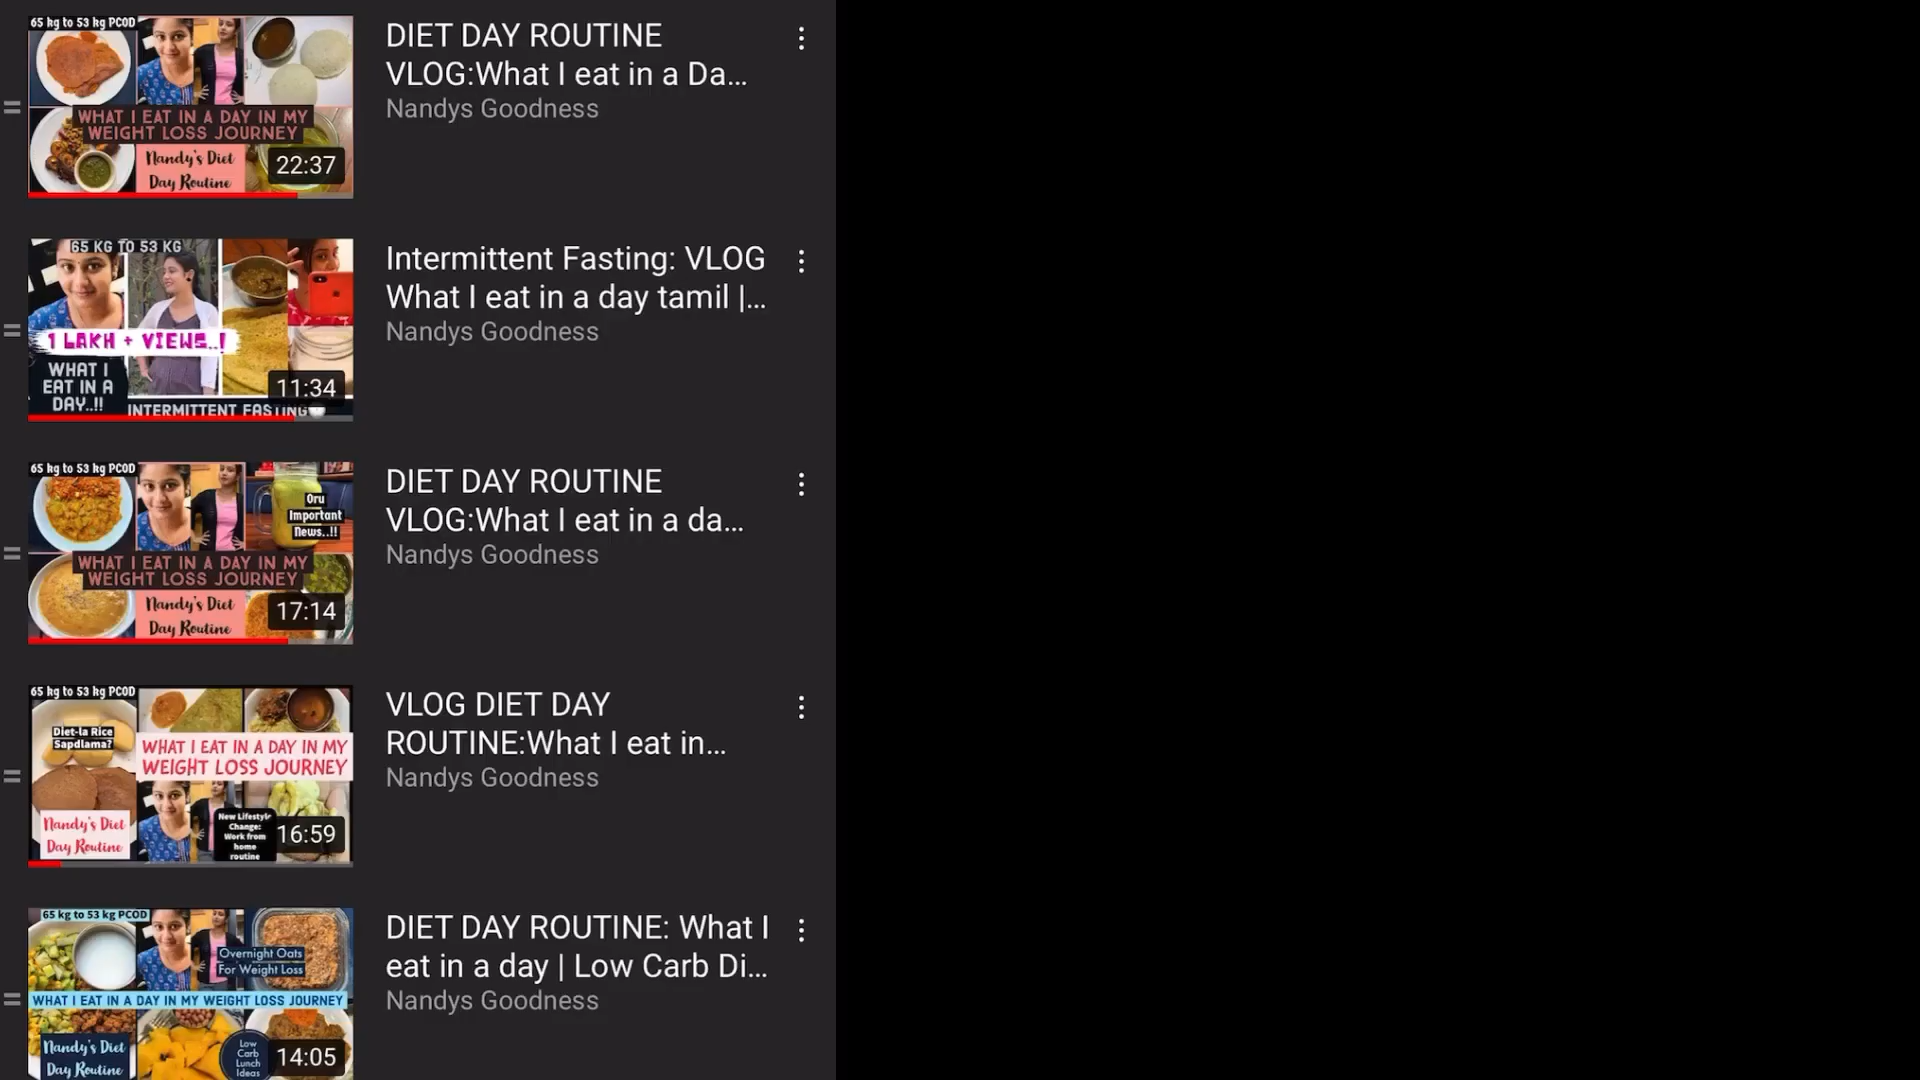 65 kg to 53 kg PCOD
WHAT I EAT IN A DAY IN MY
WEIGHT LOSS JOURNEY
Nandy's Diet
Day Routine
22:37
DIET DAY ROUTINE
VLOG:What I eat in a Da...
Nandys Goodness
65 KG TO 53 KG
1 LAKH + VIEWS..!
WHAT I
EAT IN A
DAY..!!
INTERMITTENT FASTING
11:34
Intermittent Fasting: VLOG
What I eat in a day tamil |...
Nandys Goodness
65 kg to 53 kg PCOD
Oru
Important
News..!!
WHAT I EAT IN A DAY IN MY
WEIGHT LOSS JOURNEY
Nandy's Diet
Day Routine
17:14
DIET DAY ROUTINE
VLOG:What I eat in a da...
Nandys Goodness
65 kg to 53 kg PCOD
Diet-la Rice
Sapdlama?
WHAT I EAT IN A DAY IN MY
WEIGHT LOSS JOURNEY
Nandy's Diet
Day Routine
New Lifestyle
Change:
Work from
home
routine
16:59
VLOG DIET DAY
ROUTINE:What I eat in...
Nandys Goodness
65 kg to 53 kg PCOD
Overnight Oats
For Weight Loss
WHAT I EAT IN A DAY IN MY WEIGHT LOSS JOURNEY
Nandy's Diet
Day Routine
Low
Carb
Lunch
Ideas
14:05
DIET DAY ROUTINE: What I
eat in a day | Low Carb Di...
Nandys Goodness